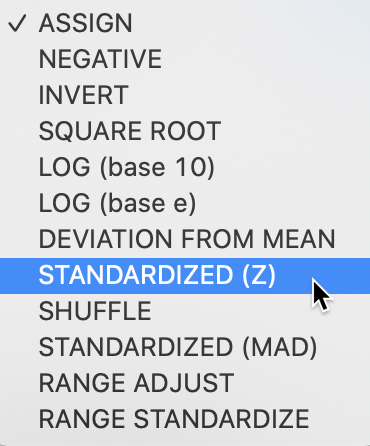 ✓ ASSIGN
NEGATIVE
INVERT
SQUARE ROOT
LOG (base 10)
LOG (base e)
DEVIATION FROM MEAN
STANDARDIZED (Z)
SHUFFLE
STANDARDIZED (MAD)
RANGE ADJUST
RANGE STANDARDIZE